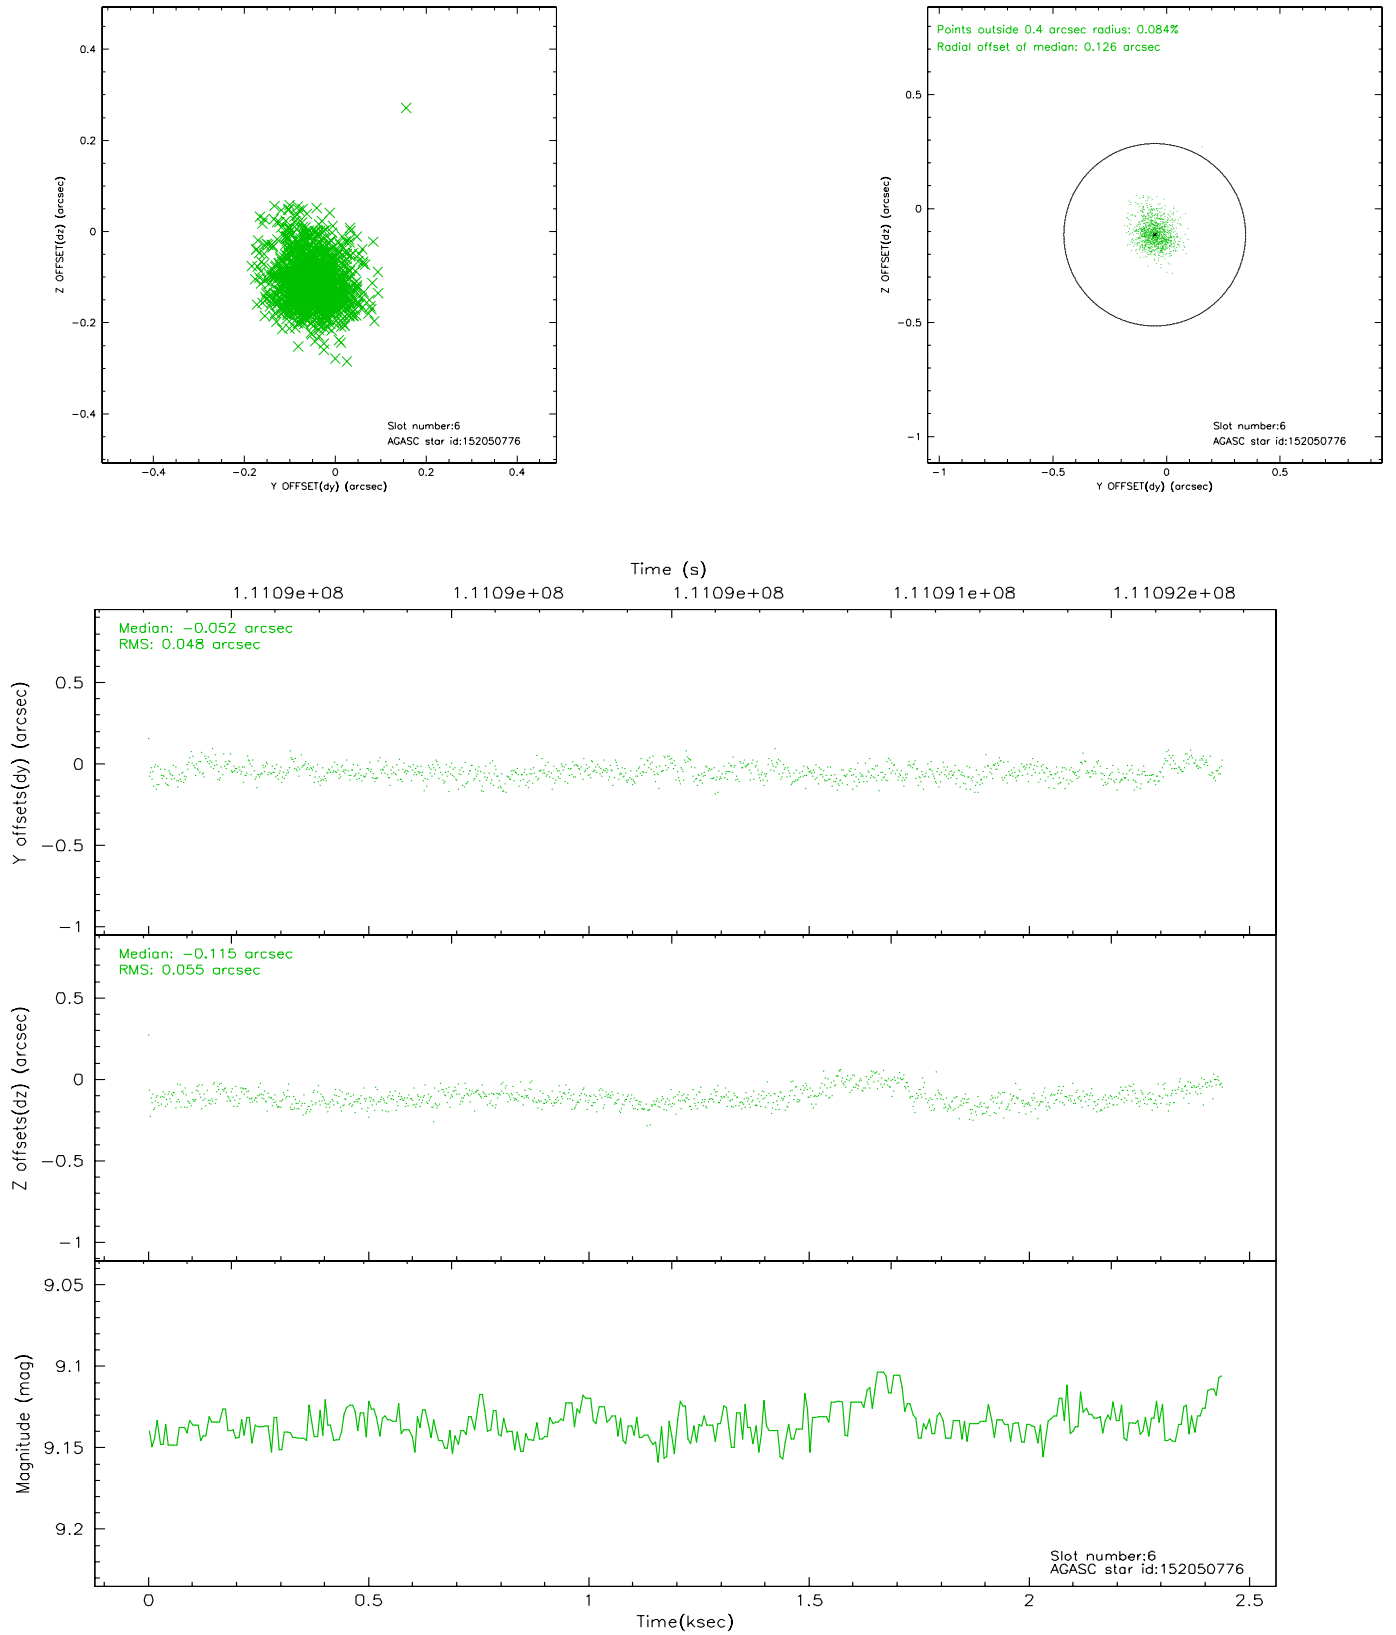 0.4
0.2
0
−0.2
−0.4
Z OFFSET(dz) (arcsec)
Slot number:6
AGASC star id:152050776
−0.4 −0.2 0 0.2 0.4
Y OFFSET(dy) (arcsec)
Points outside 0.4 arcsec radius: 0.084%
Radial offset of median: 0.126 arcsec
0.5
0
−0.5
−1
Z OFFSET(dz) (arcsec)
Slot number:6
AGASC star id:152050776
−1 −0.5 0 0.5
Y OFFSET(dy) (arcsec)
Time (s)
1.1109e+08 1.1109e+08 1.1109e+08 1.11091e+08 1.11092e+08
Median: −0.052 arcsec
RMS: 0.048 arcsec
0.5
0
−0.5
−1
Y offsets(dy) (arcsec)
Median: −0.115 arcsec
RMS: 0.055 arcsec
0.5
0
−0.5
−1
Z offsets(dz) (arcsec)
9.05
9.1
9.15
9.2
Magnitude (mag)
Slot number:6
AGASC star id:152050776
0 0.5 1 1.5 2 2.5
Time(ksec)